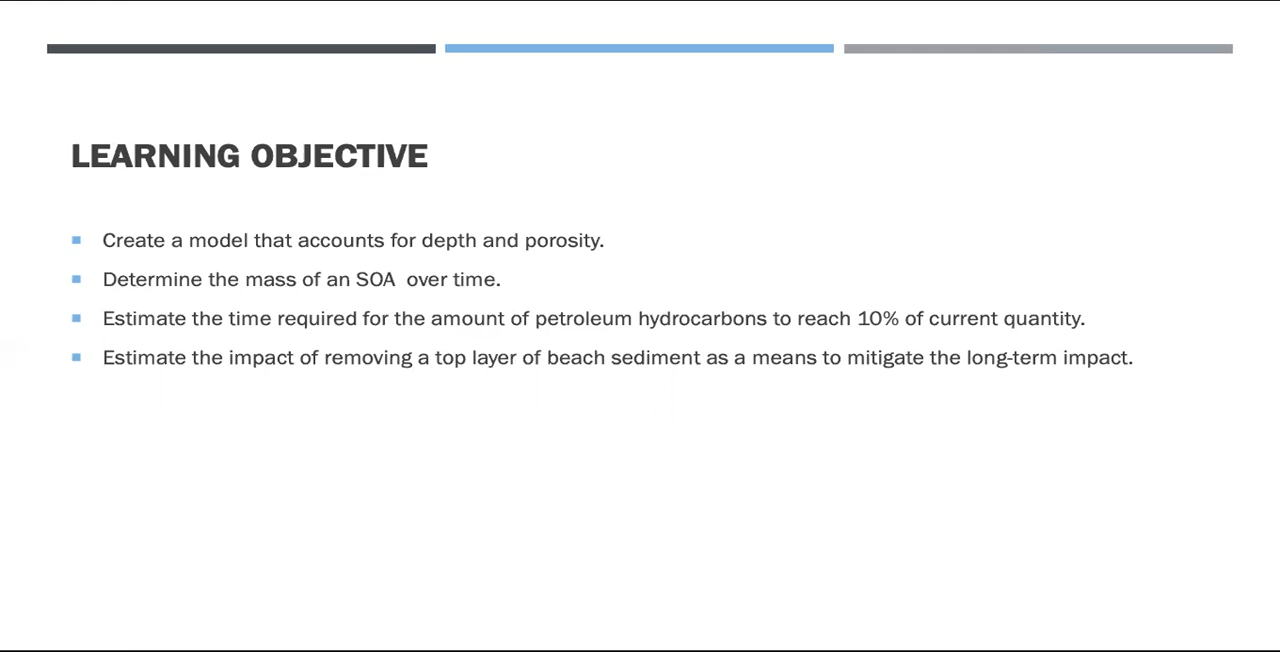 LEARNING OBJECTIVE
Create a model that accounts for depth and porosity.
Determine the mass of an SOA  over time.
Estimate the time required for the amount of petroleum hydrocarbons to reach 10% of current quantity.
Estimate the impact of removing a top layer of beach sediment as a means to mitigate the long-term impact.